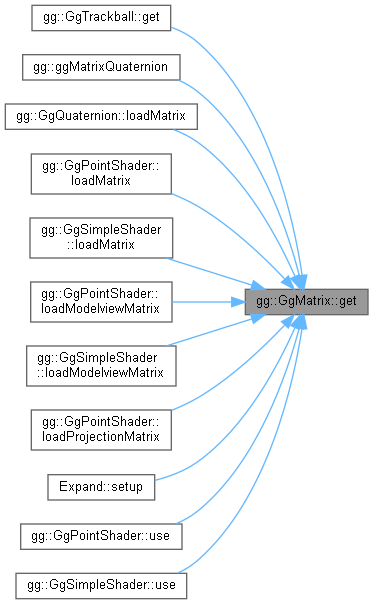 gg::GgTrackball::get
gg::ggMatrixQuaternion
gg::GgQuaternion::loadMatrix
gg::GgPointShader::
loadMatrix
gg::GgSimpleShader
::loadMatrix
gg::GgMatrix::get
gg::GgPointShader::
loadModelviewMatrix
gg::GgSimpleShader
::loadModelviewMatrix
gg::GgPointShader::
loadProjectionMatrix
Expand::setup
gg::GgPointShader::use
gg::GgSimpleShader::use